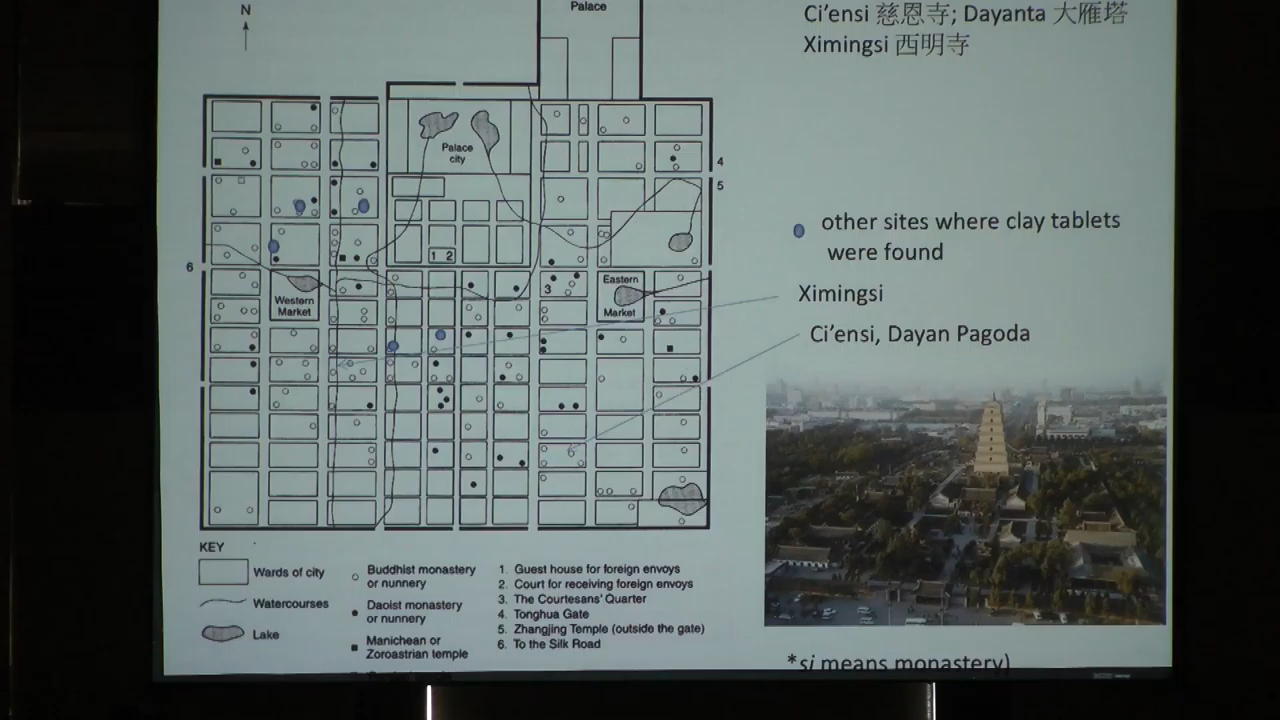 N
Palace
Ci’ensi 慈恩寺; Dayanta 大雁塔
Ximingsi 西明寺
Palace
city
4
5
6
1 2
3
Western
Market
Eastern
Market
other sites where clay tablets
were found
Ximingsi
Ci’ensi, Dayan Pagoda
KEY
Wards of city
Watercourses
Lake
Buddhist monastery
or nunnery
Daoist monastery
or nunnery
Manichean or
Zoroastrian temple
1. Guest house for foreign envoys
2. Court for receiving foreign envoys
3. The Courtesans’ Quarter
4. Tonghua Gate
5. Zhangjing Temple (outside the gate)
6. To the Silk Road
*si means monastery)